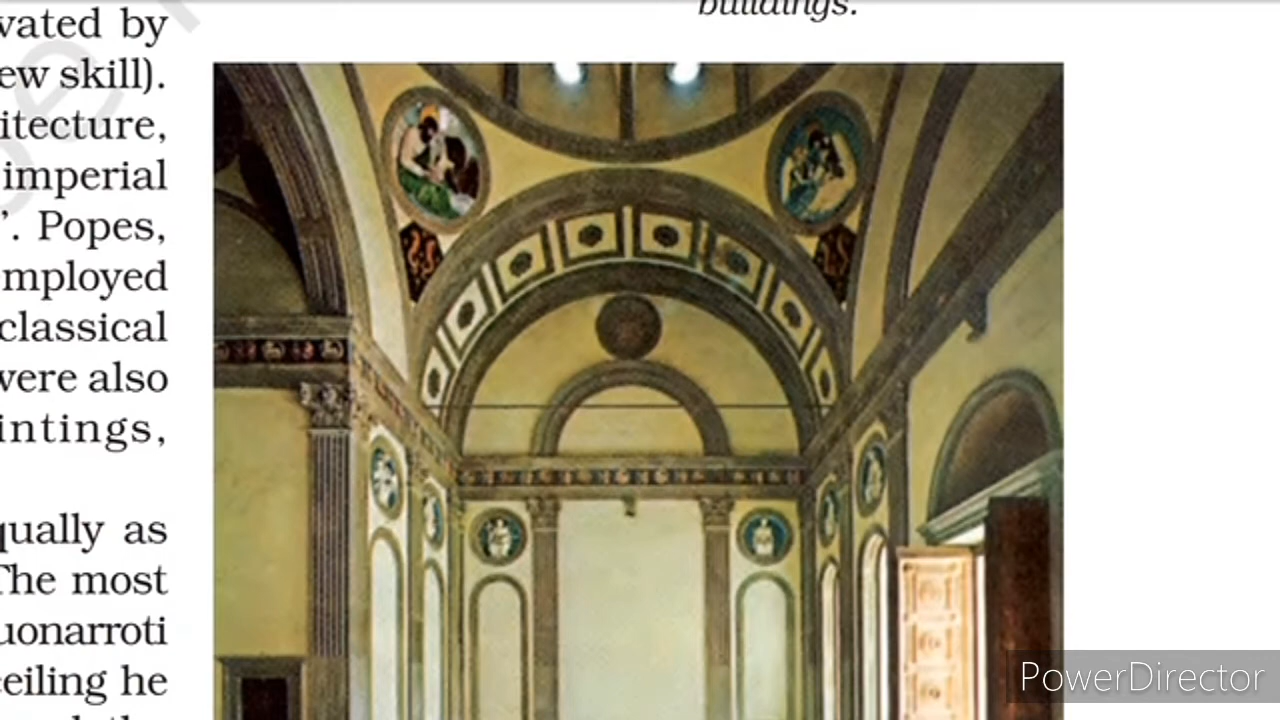 buildings.
vated by
ew skill).
itecture,
imperial
’. Popes,
mployed
classical
were also
intings,
qually as
The most
uonarroti
ceiling he
PowerDirector